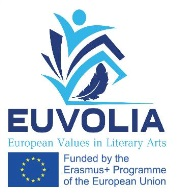 EUVOLIA
European Values in Literary Arts
Funded by the
Erasmus+ Programme
of the European Union